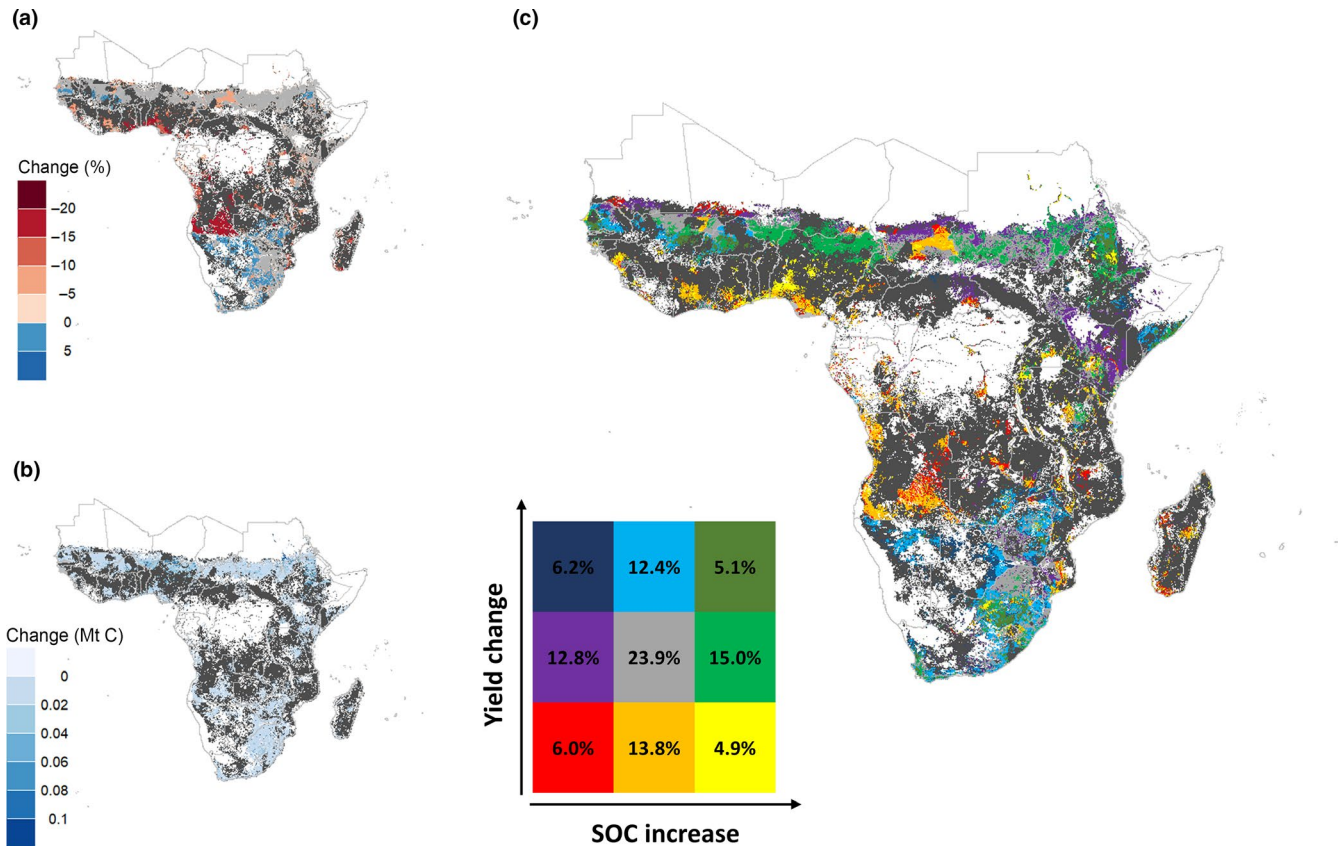 (a)
Change (%)
−20
−15
−10
−5
0
5
(b)
Change (Mt C)
0
0.02
0.04
0.06
0.08
0.1
(c)
Yield change
6.2% 12.4% 5.1%
12.8% 23.9% 15.0%
6.0% 13.8% 4.9%
SOC increase